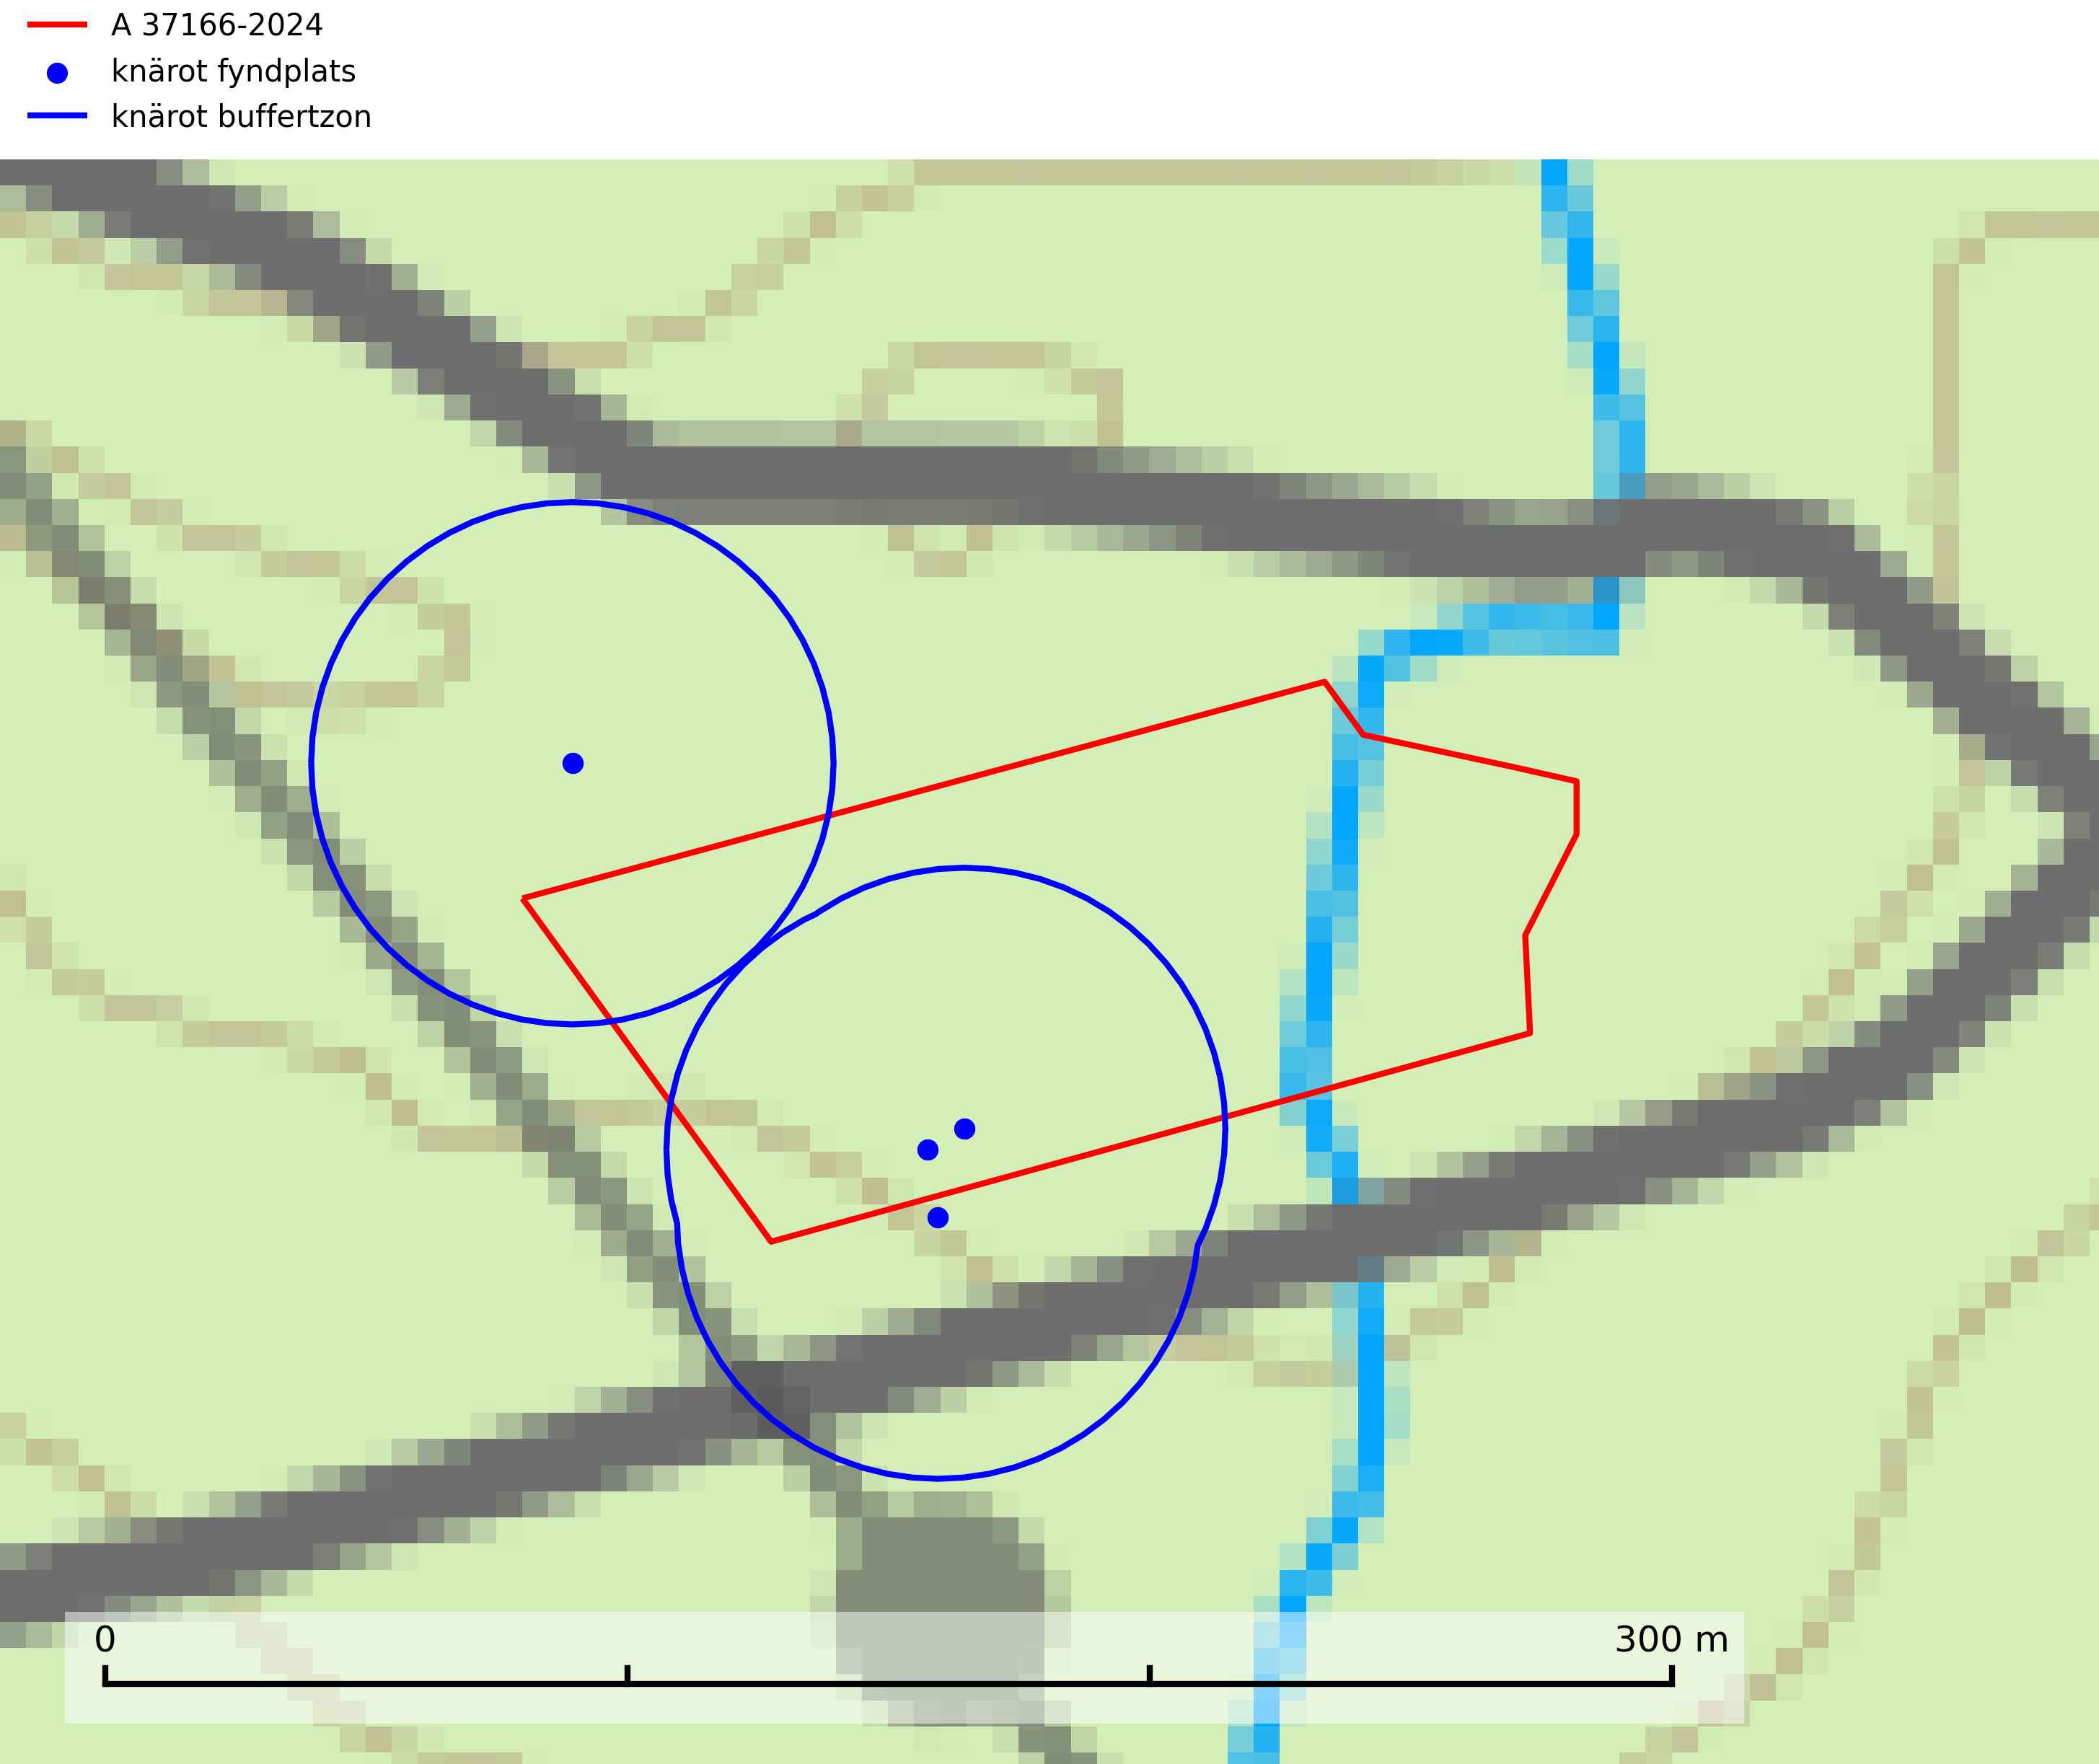 A 37166-2024
knärot fyndplats
knärot buffertzon
0
300 m